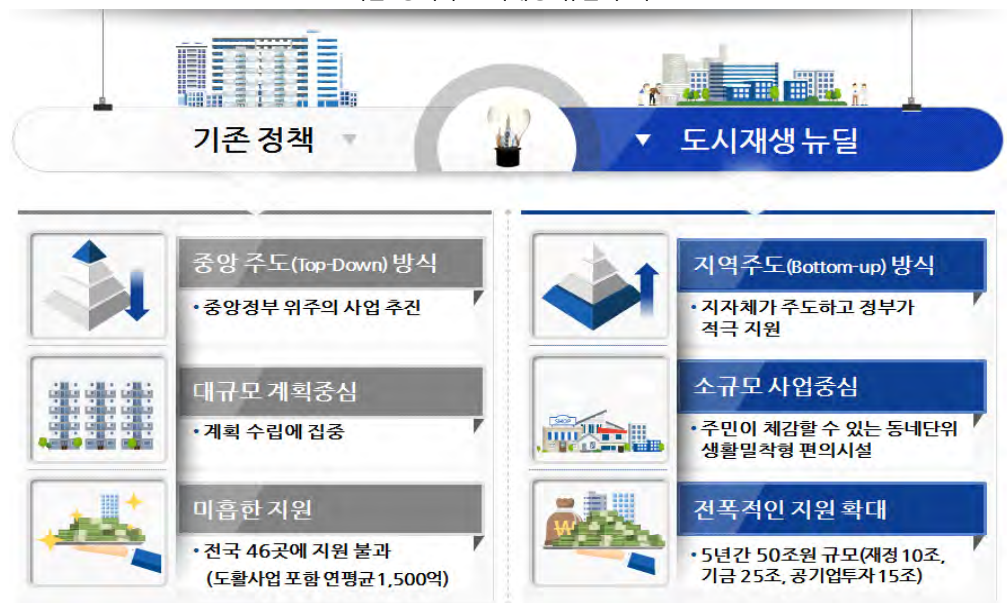 기존 정책
도시재생 뉴딜
중앙 주도(Top-Down) 방식
• 중앙정부 위주의 사업 추진
대규모 계획중심
• 계획 수립에 집중
미흡한 지원
• 전국 46곳에 지원 불과
(도활사업 포함 연평균 1,500억)
지역주도(Bottom-up) 방식
• 지자체가 주도하고 정부가
적극 지원
소규모 사업중심
SHOP
• 주민이 체감할 수 있는 동네단위
생활밀착형 편의시설
전폭적인 지원 확대
₩
• 5년간 50조원 규모(재정 10조,
기금 25조, 공기업투자 15조)